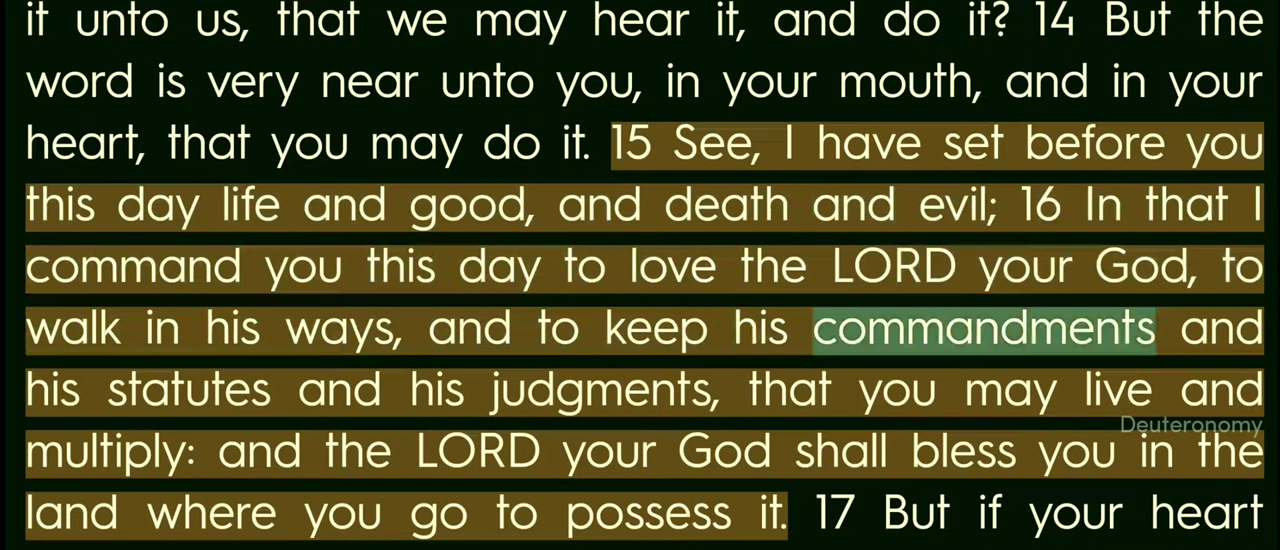 it unto us, that we may hear it, and do it? 14 But the
word is very near unto you, in your mouth, and in your
heart, that you may do it. 15 See, I have set before you
this day life and good, and death and evil; 16 In that I
command you this day to love the LORD your God, to
walk in his ways, and to keep his commandments and
his statutes and his judgments, that you may live and
Deuteronomy
multiply: and the LORD your God shall bless you in the
land where you go to possess it. 17 But if your heart